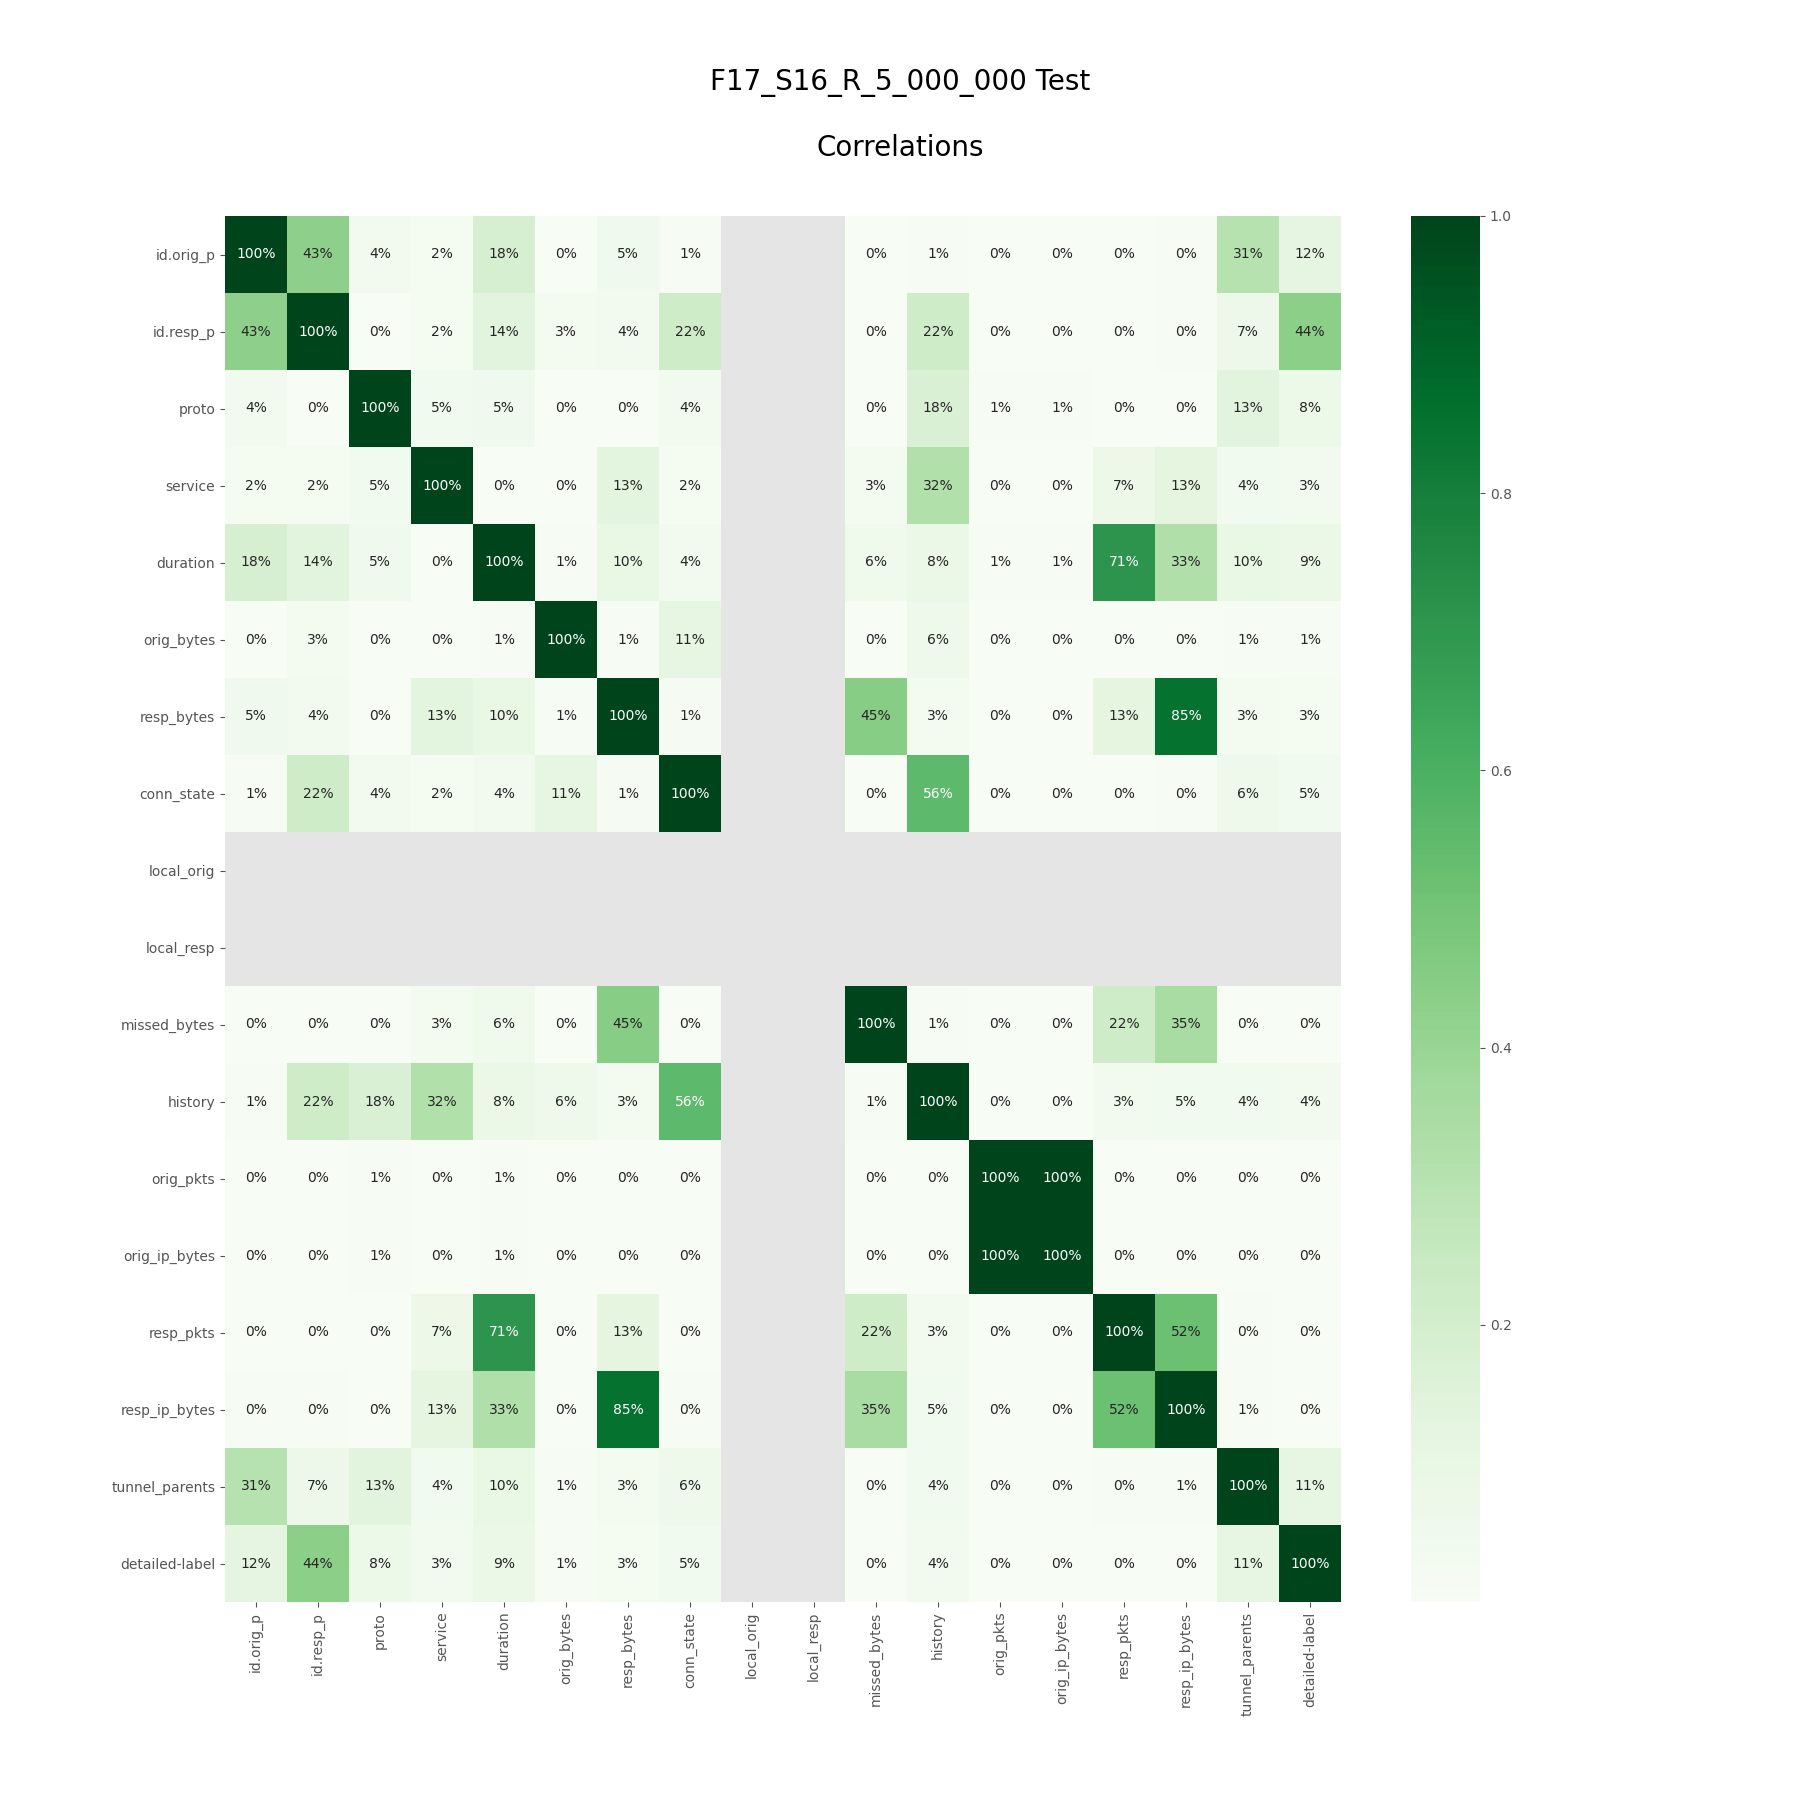 F17_S16_R_5_000_000 Test
Correlations
id.orig_p 100% 43% 4% 2% 18% 0% 5% 1% 0% 1% 0% 0% 0% 0% 31% 12%
id.resp_p 43% 100% 0% 2% 14% 3% 4% 22% 0% 22% 0% 0% 0% 0% 7% 44%
proto 4% 0% 100% 5% 5% 0% 0% 4% 0% 18% 1% 1% 0% 0% 13% 8%
service 2% 2% 5% 100% 0% 0% 13% 2% 3% 32% 0% 0% 7% 13% 4% 3%
duration 18% 14% 5% 0% 100% 1% 10% 4% 6% 8% 1% 1% 71% 33% 10% 9%
orig_bytes 0% 3% 0% 0% 1% 100% 1% 11% 0% 6% 0% 0% 0% 0% 1% 1%
resp_bytes 5% 4% 0% 13% 10% 1% 100% 1% 45% 3% 0% 0% 13% 85% 3% 3%
conn_state 1% 22% 4% 2% 4% 11% 1% 100% 0% 56% 0% 0% 0% 0% 6% 5%
local_orig
local_resp
missed_bytes 0% 0% 0% 3% 6% 0% 45% 0% 100% 1% 0% 0% 22% 35% 0% 0%
history 1% 22% 18% 32% 8% 6% 3% 56% 1% 100% 0% 0% 3% 5% 4% 4%
orig_pkts 0% 0% 1% 0% 1% 0% 0% 0% 0% 0% 100% 100% 0% 0% 0% 0%
orig_ip_bytes 0% 0% 1% 0% 1% 0% 0% 0% 0% 0% 100% 100% 0% 0% 0% 0%
resp_pkts 0% 0% 0% 7% 71% 0% 13% 0% 22% 3% 0% 0% 100% 52% 0% 0%
resp_ip_bytes 0% 0% 0% 13% 33% 0% 85% 0% 35% 5% 0% 0% 52% 100% 1% 0%
tunnel_parents 31% 7% 13% 4% 10% 1% 3% 6% 0% 4% 0% 0% 0% 1% 100% 11%
detailed-label 12% 44% 8% 3% 9% 1% 3% 5% 0% 4% 0% 0% 0% 0% 11% 100%
id.orig_p id.resp_p proto service duration orig_bytes resp_bytes conn_state local_orig local_resp missed_bytes history orig_pkts orig_ip_bytes resp_pkts resp_ip_bytes tunnel_parents detailed-label
1.0
0.8
0.6
0.4
0.2